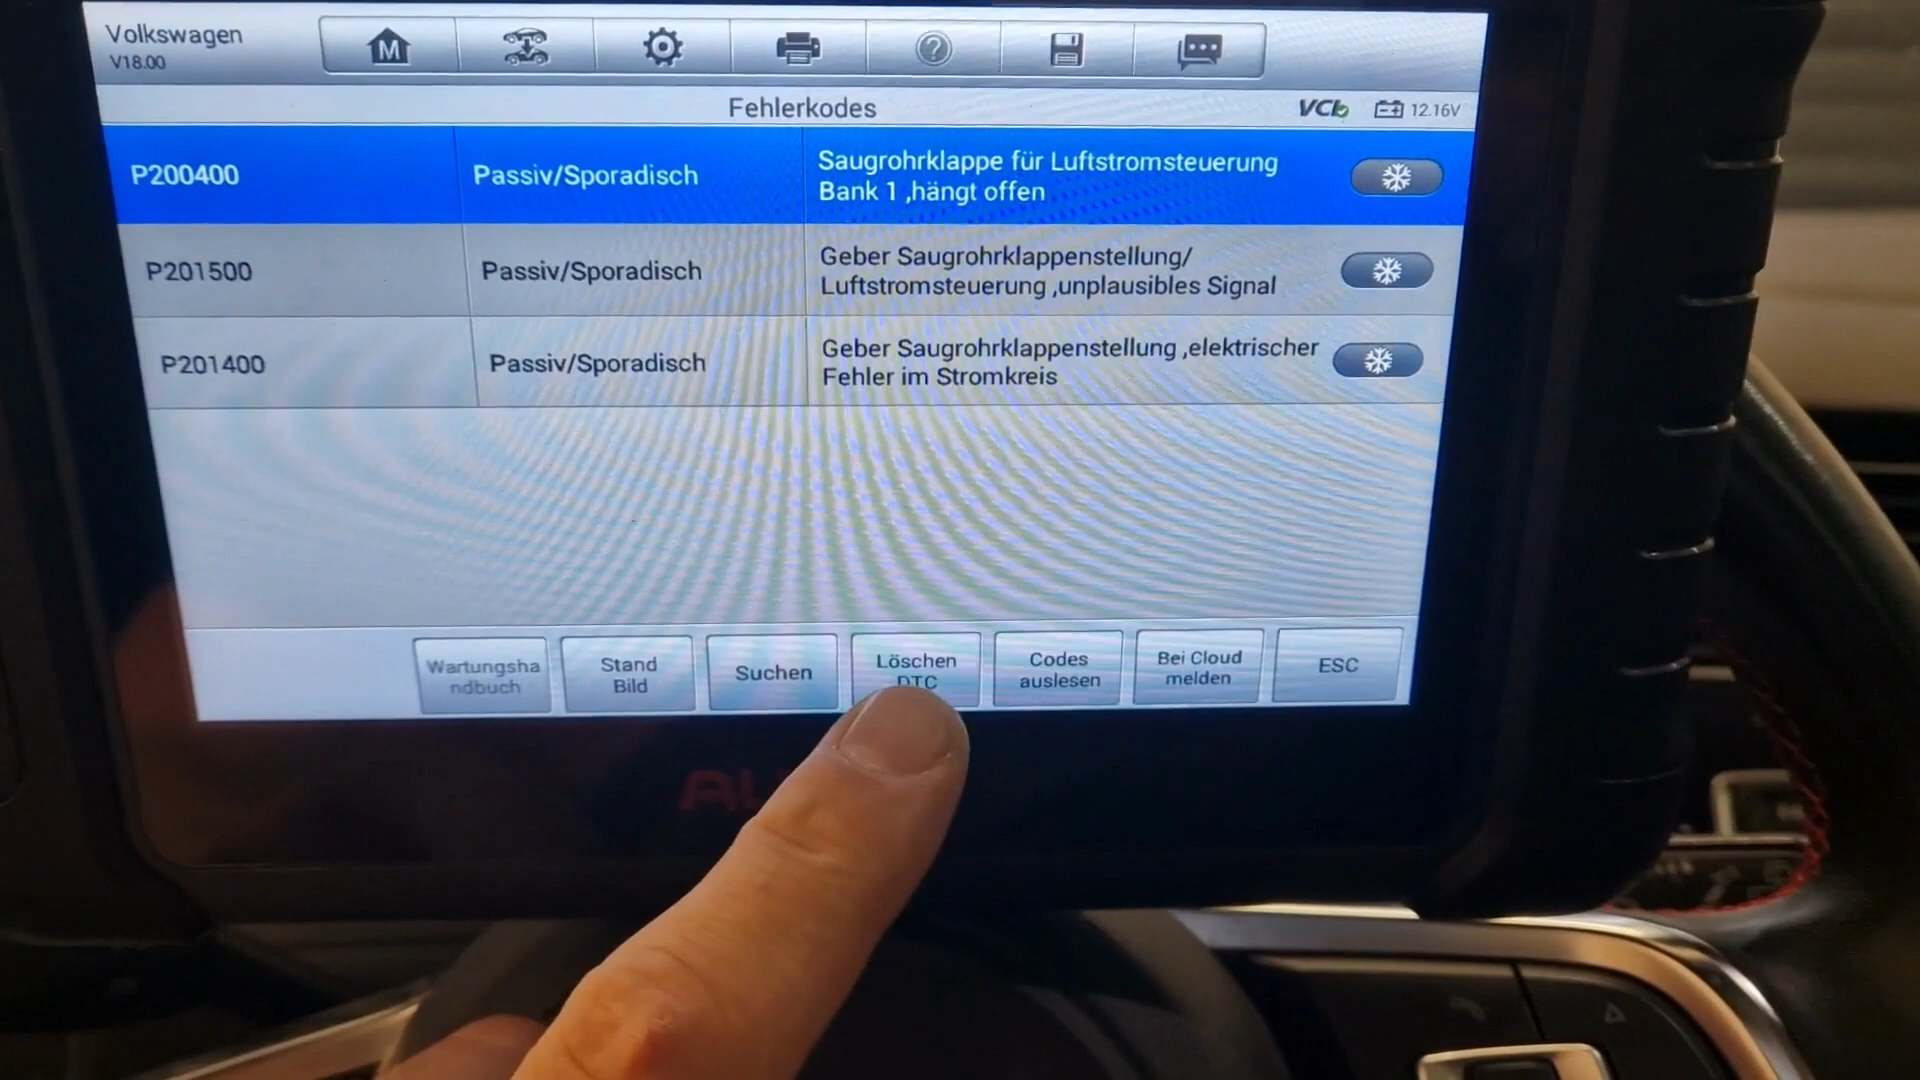 Volkswagen
V18.00
M
Fehlerkodes
VCI
12.16V
P200400
Passiv/Sporadisch
Saugrohrklappe für Luftstromsteuerung
Bank 1 ,hängt offen
P201500
Passiv/Sporadisch
Geber Saugrohrklappenstellung/
Luftstromsteuerung ,unplausibles Signal
P201400
Passiv/Sporadisch
Geber Saugrohrklappenstellung ,elektrischer
Fehler im Stromkreis
Wartungsha
ndbuch
Stand
Bild
Suchen
Löschen
DTC
Codes
auslesen
Bei Cloud
melden
ESC